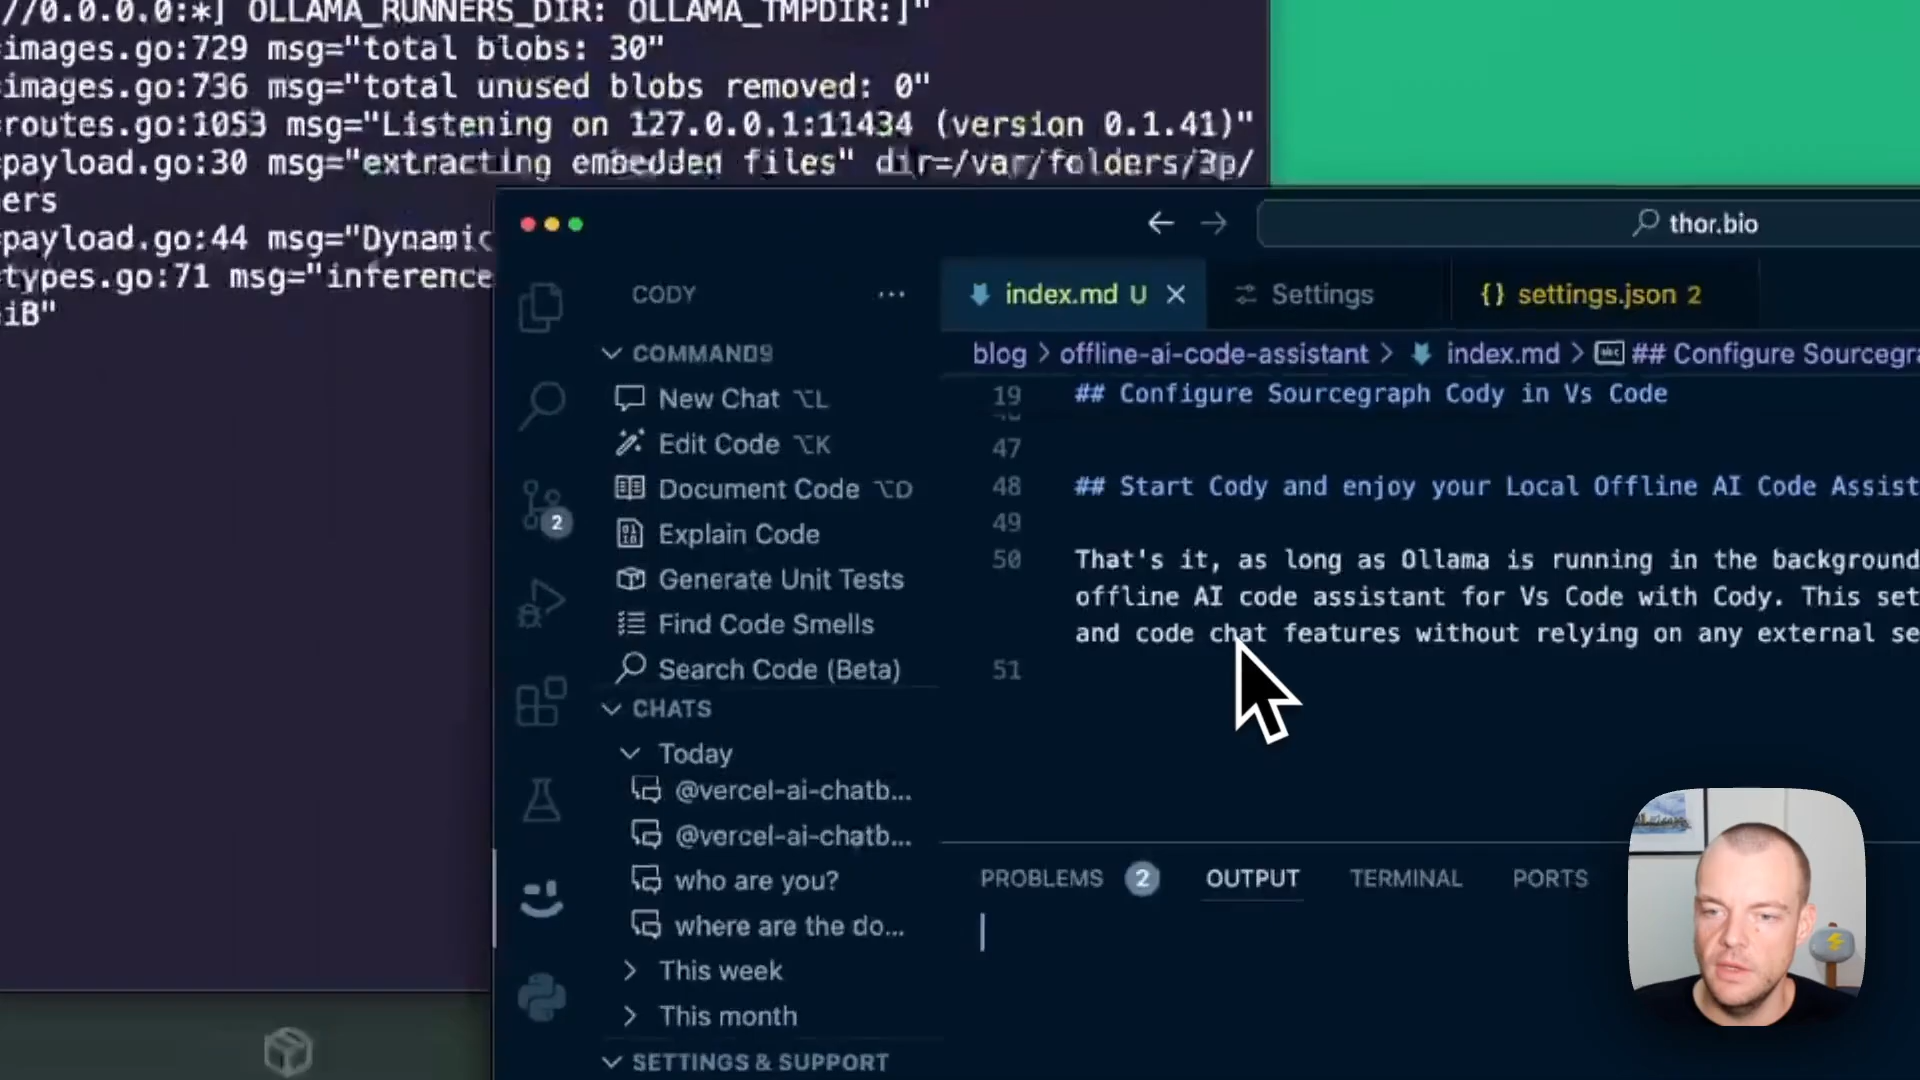 //0.0.0.0:*] OLLAMA_RUNNERS_DIR: OLLAMA_TMPDIR:]"
=images.go:729 msg="total blobs: 30"
=images.go:736 msg="total unused blobs removed: 0"
=routes.go:1053 msg="Listening on 127.0.0.1:11434 (version 0.1.41)"
=payload.go:30 msg="extracting embedded files" dir=/var/folders/3p/
ers
=payload.go:44 msg="Dynamic
=types.go:71 msg="inference
iB"
thor.bio
CODY
COMMANDS
New Chat ⌥L
Edit Code ⌥K
Document Code ⌥D
Explain Code
Generate Unit Tests
Find Code Smells
Search Code (Beta)
CHATS
Today
@vercel-ai-chatb...
@vercel-ai-chatb...
who are you?
where are the do...
This week
This month
SETTINGS & SUPPORT
2
index.md U
Settings
{} settings.json 2
blog > offline-ai-code-assistant > index.md > ## Configure Sourcegra
19 ## Configure Sourcegraph Cody in Vs Code
47
48 ## Start Cody and enjoy your Local Offline AI Code Assist
49
50 That's it, as long as Ollama is running in the background
offline AI code assistant for Vs Code with Cody. This set
and code chat features without relying on any external se
51
PROBLEMS 2 OUTPUT TERMINAL PORTS